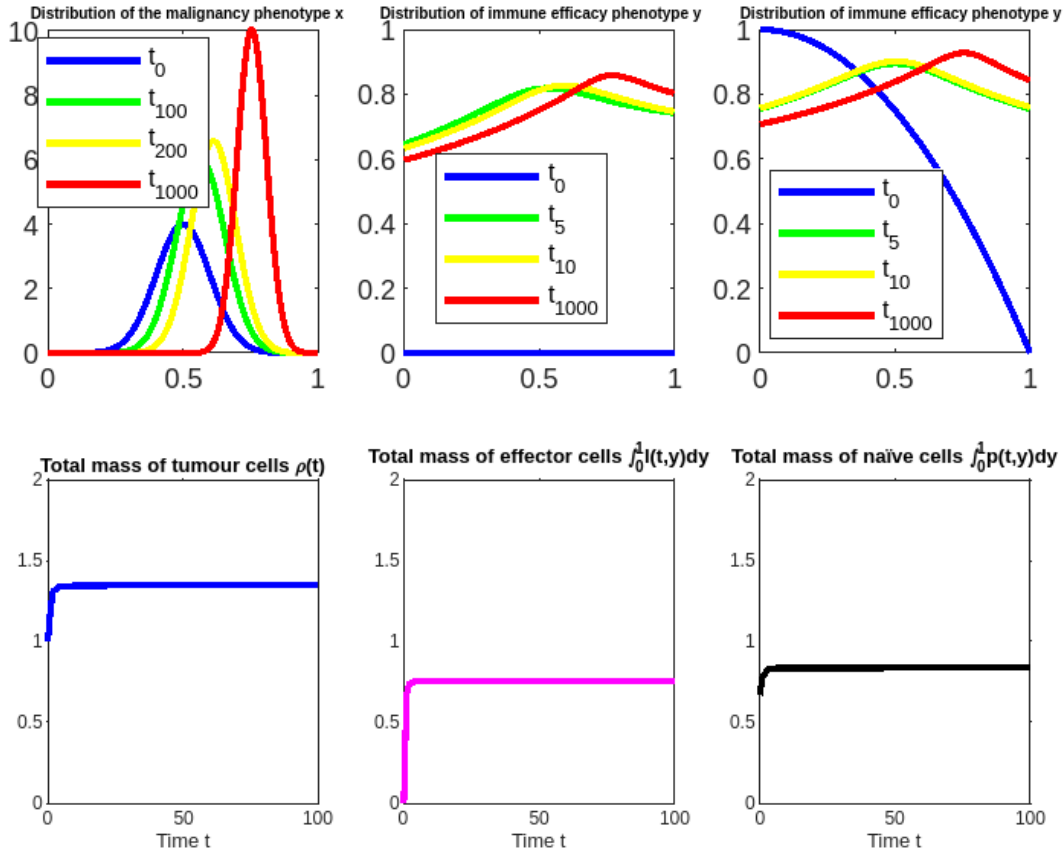 Distribution of the malignancy phenotype x
10
8
6
4
2
0
0
0.5
1
t0
t100
t200
t1000
Distribution of immune efficacy phenotype y
1
0.8
0.6
0.4
0.2
0
0
0.5
1
t0
t5
t10
t1000
Distribution of immune efficacy phenotype y
1
0.8
0.6
0.4
0.2
0
0
0.5
1
t0
t5
t10
t1000
Total mass of tumour cells ρ(t)
2
1.5
1
0.5
0
0
50
100
Time t
Total mass of effector cells ∫₀¹I(t,y)dy
2
1.5
1
0.5
0
0
50
100
Time t
Total mass of naïve cells ∫₀¹p(t,y)dy
2
1.5
1
0.5
0
0
50
100
Time t